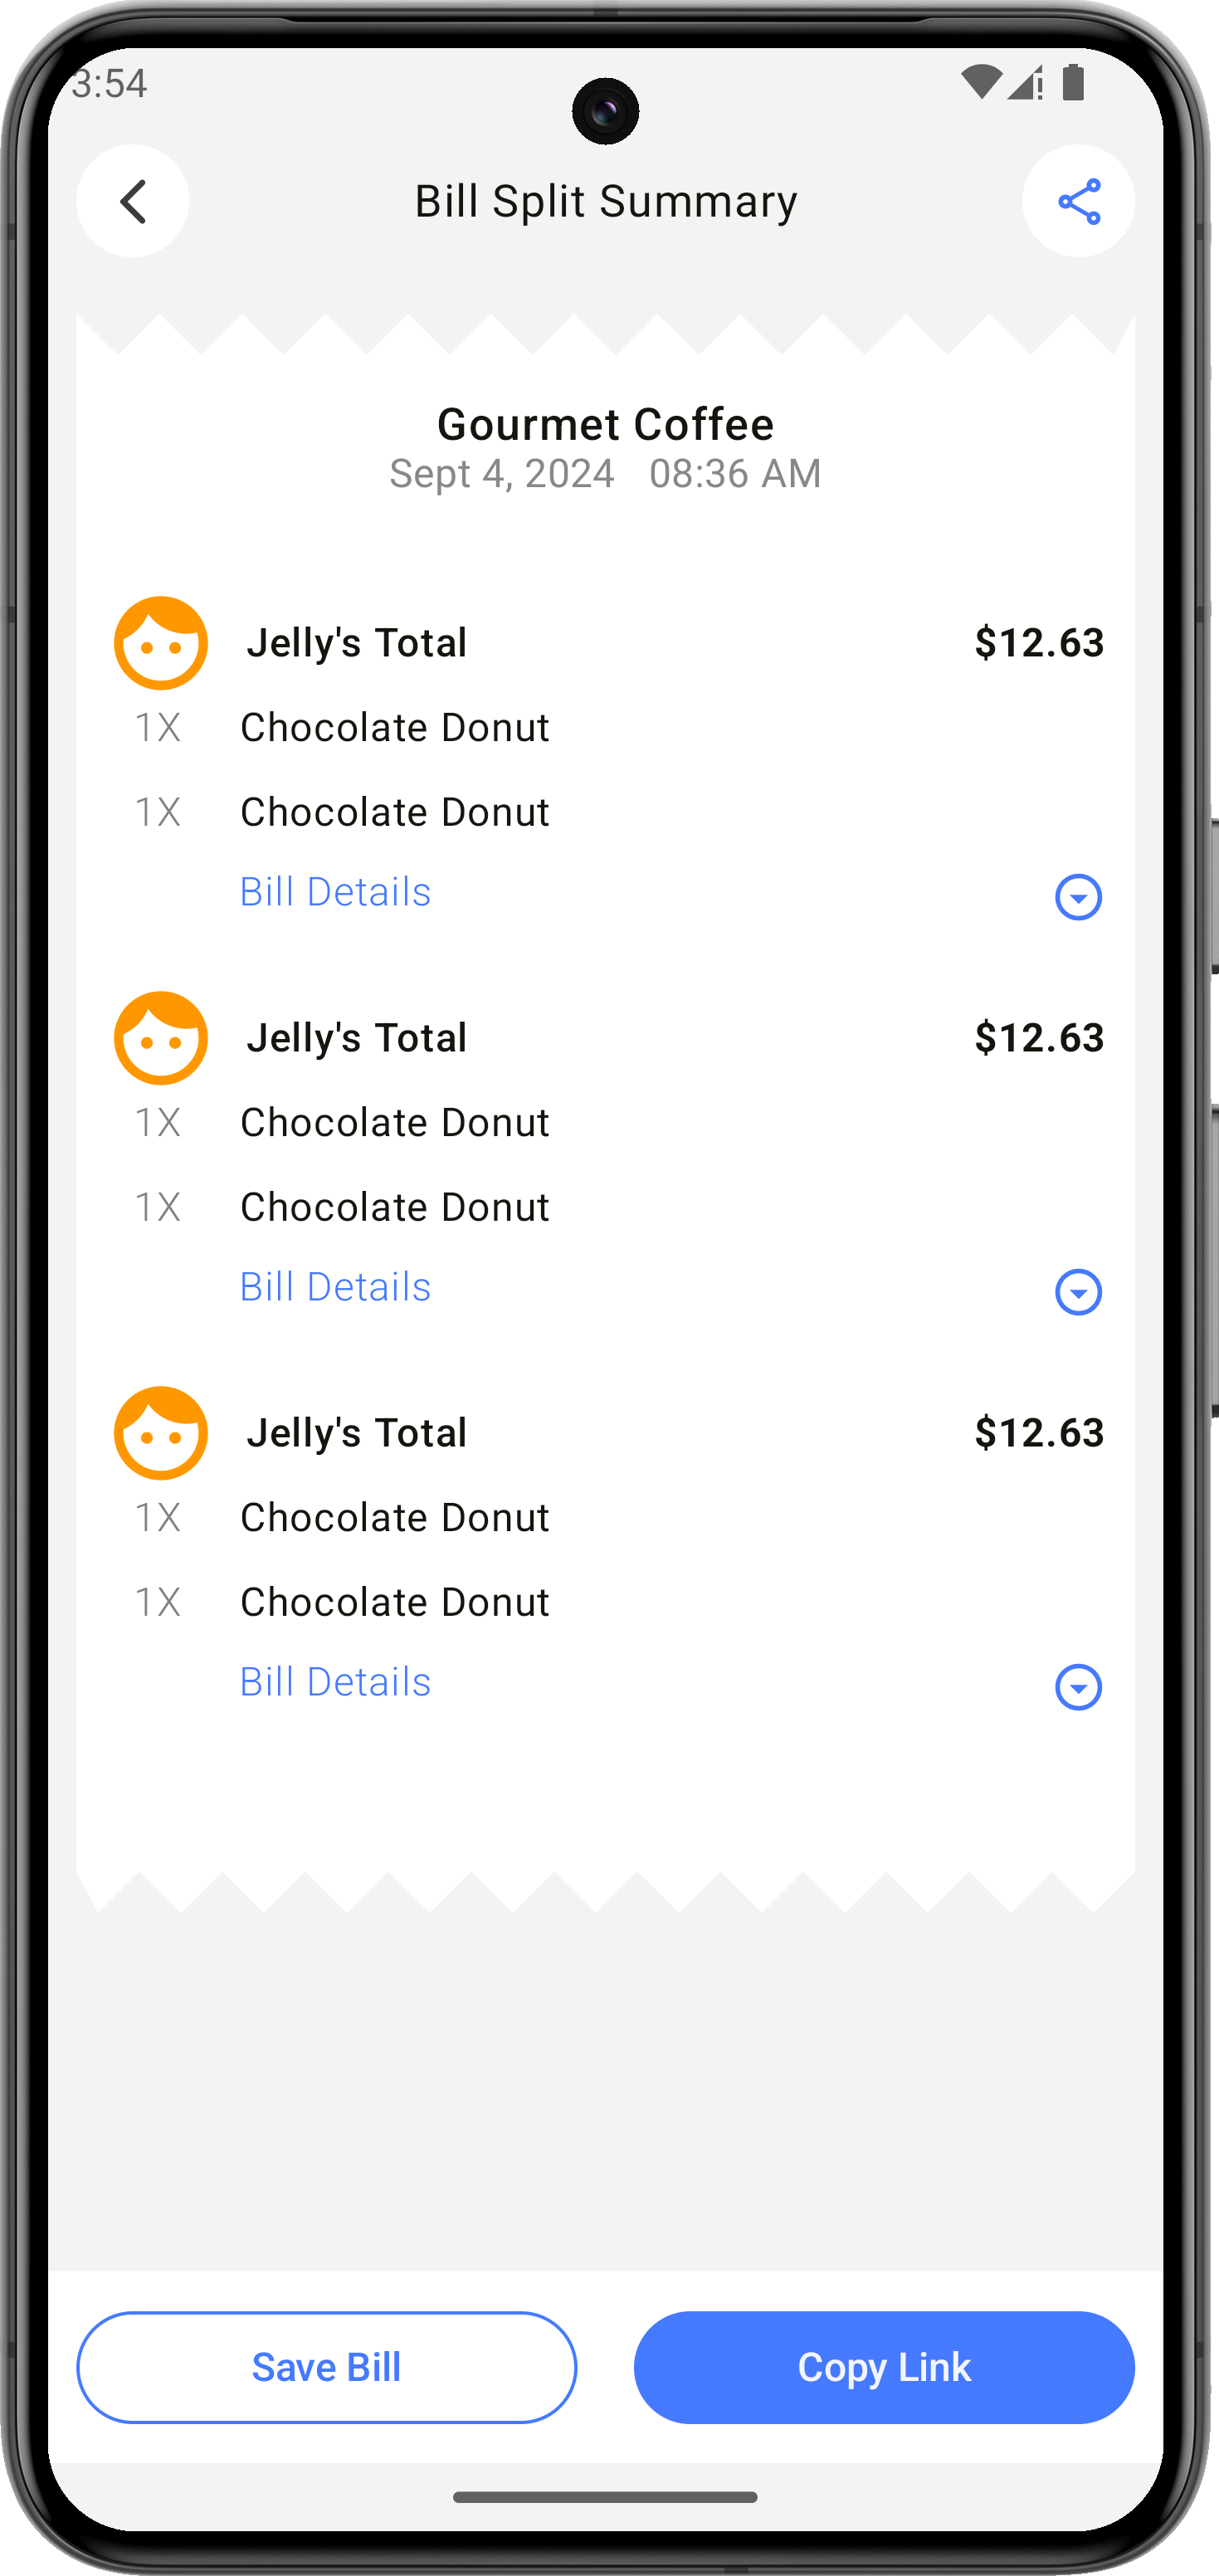 3:54
Bill Split Summary
Gourmet Coffee
Sept 4, 2024 08:36 AM
Jelly's Total $12.63
1X Chocolate Donut
1X Chocolate Donut
Bill Details
Jelly's Total $12.63
1X Chocolate Donut
1X Chocolate Donut
Bill Details
Jelly's Total $12.63
1X Chocolate Donut
1X Chocolate Donut
Bill Details
Save Bill Copy Link